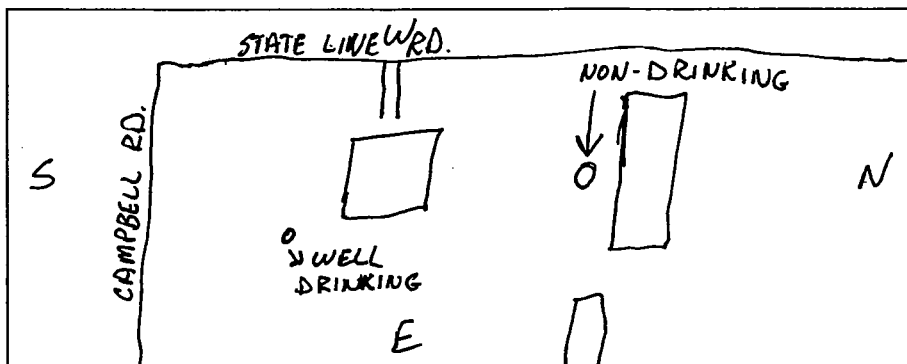 STATE LINE W RD.
NON-DRINKING
CAMPBELL RD.
S
N
WELL
DRINKING
E